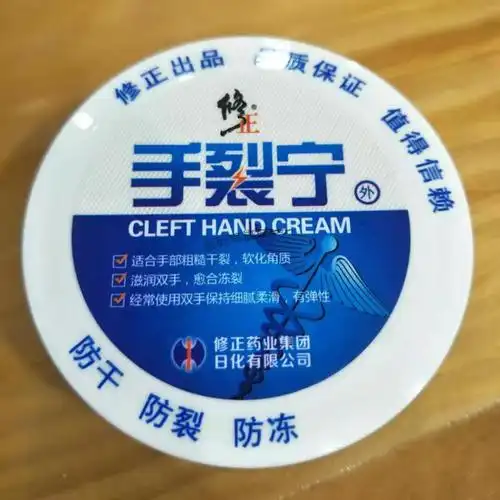 修正出品
质保证
值得信赖
修正®
手裂宁
外
CLEFT HAND CREAM
适合手部粗糙干裂，软化角质
滋润双手，愈合冻裂
经常使用双手保持细腻柔滑，有弹性
修正药业集团
日化有限公司
防干 防裂 防冻